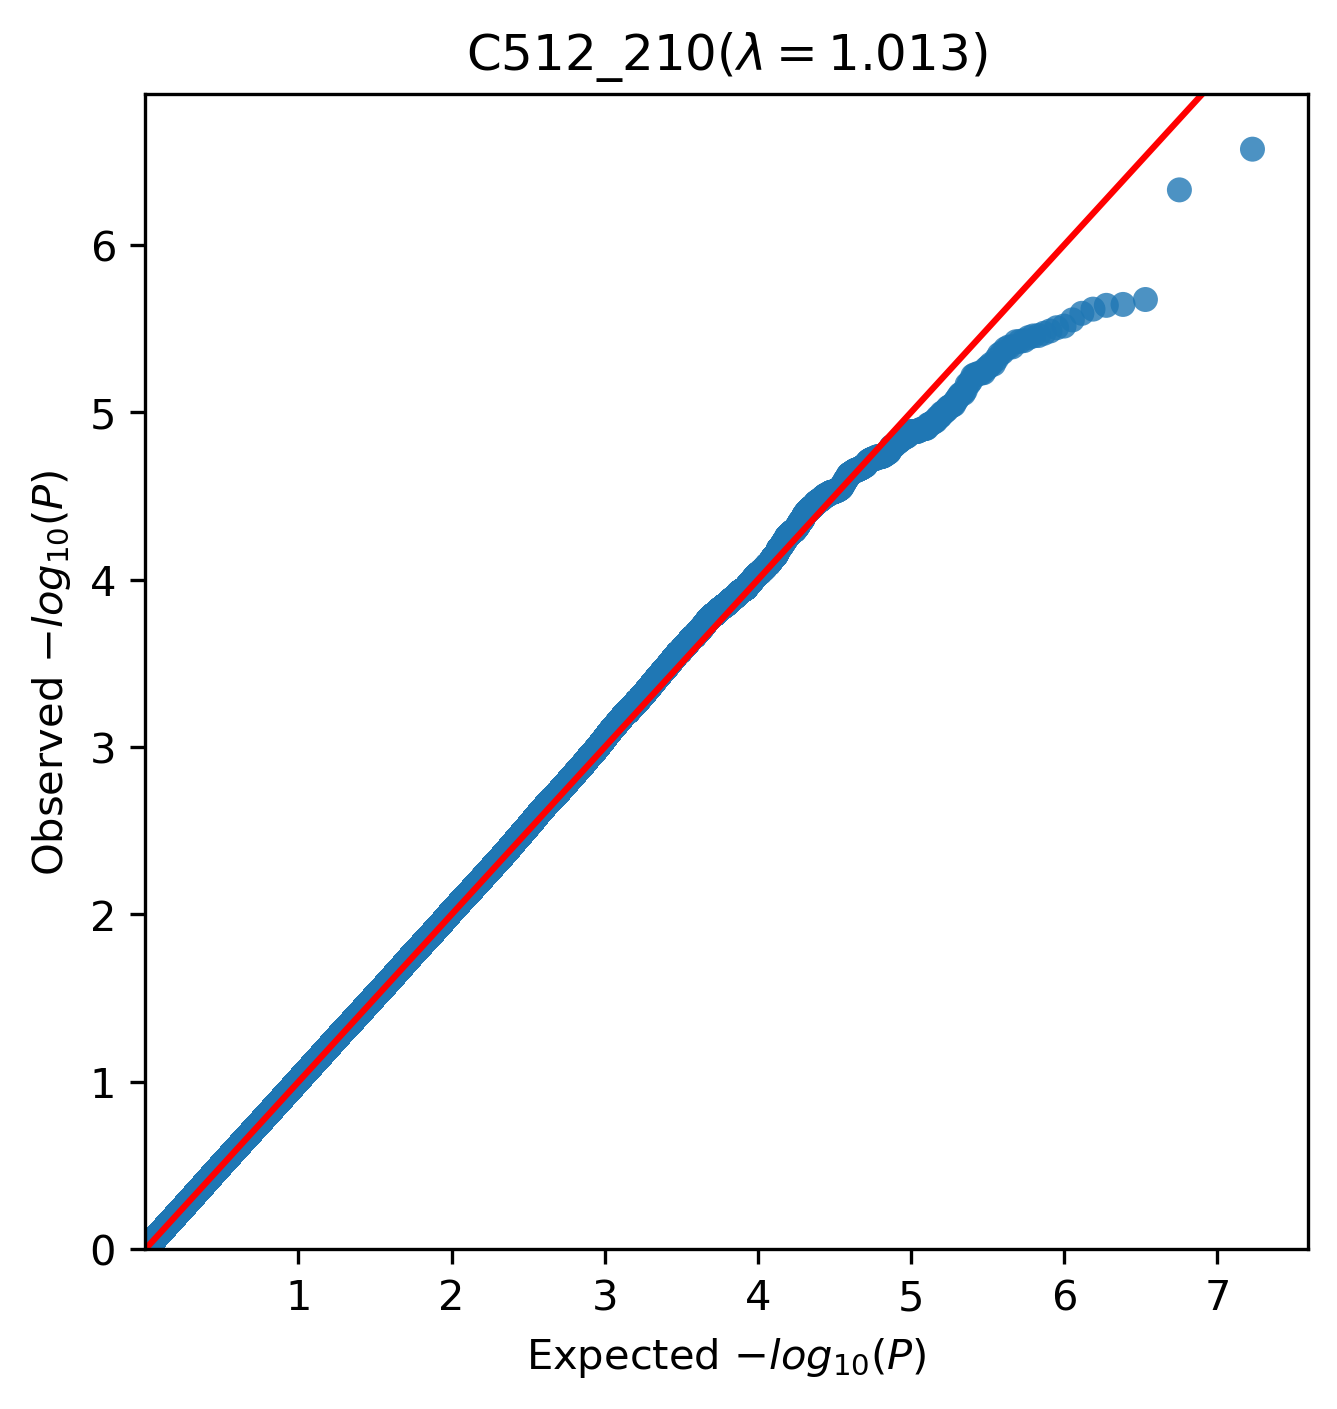 C512_210(λ = 1.013)
Observed −log₁₀(P)
6
5
4
3
2
1
0
1 2 3 4 5 6 7
Expected −log₁₀(P)